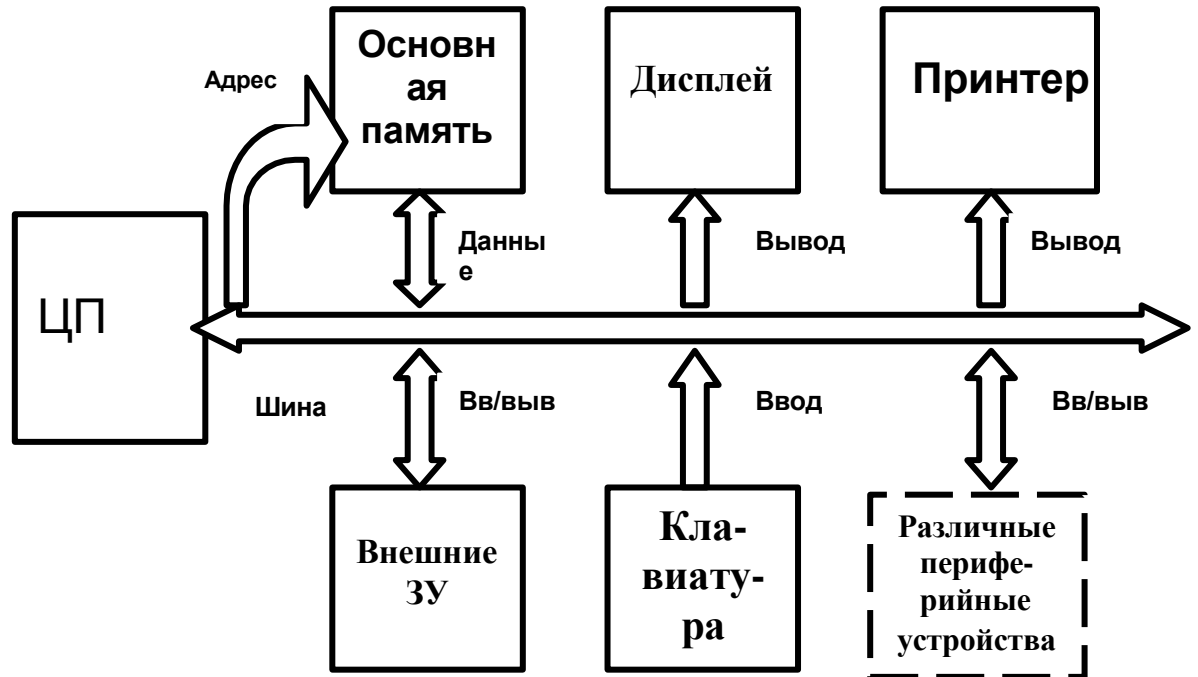 Основн
ая
память
Дисплей
Принтер
Адрес
Данны
е
Вывод
Вывод
ЦП
Шина
Вв/выв
Ввод
Вв/выв
Внешние
ЗУ
Кла-
виату-
ра
Различные
перифе-
рийные
устройства